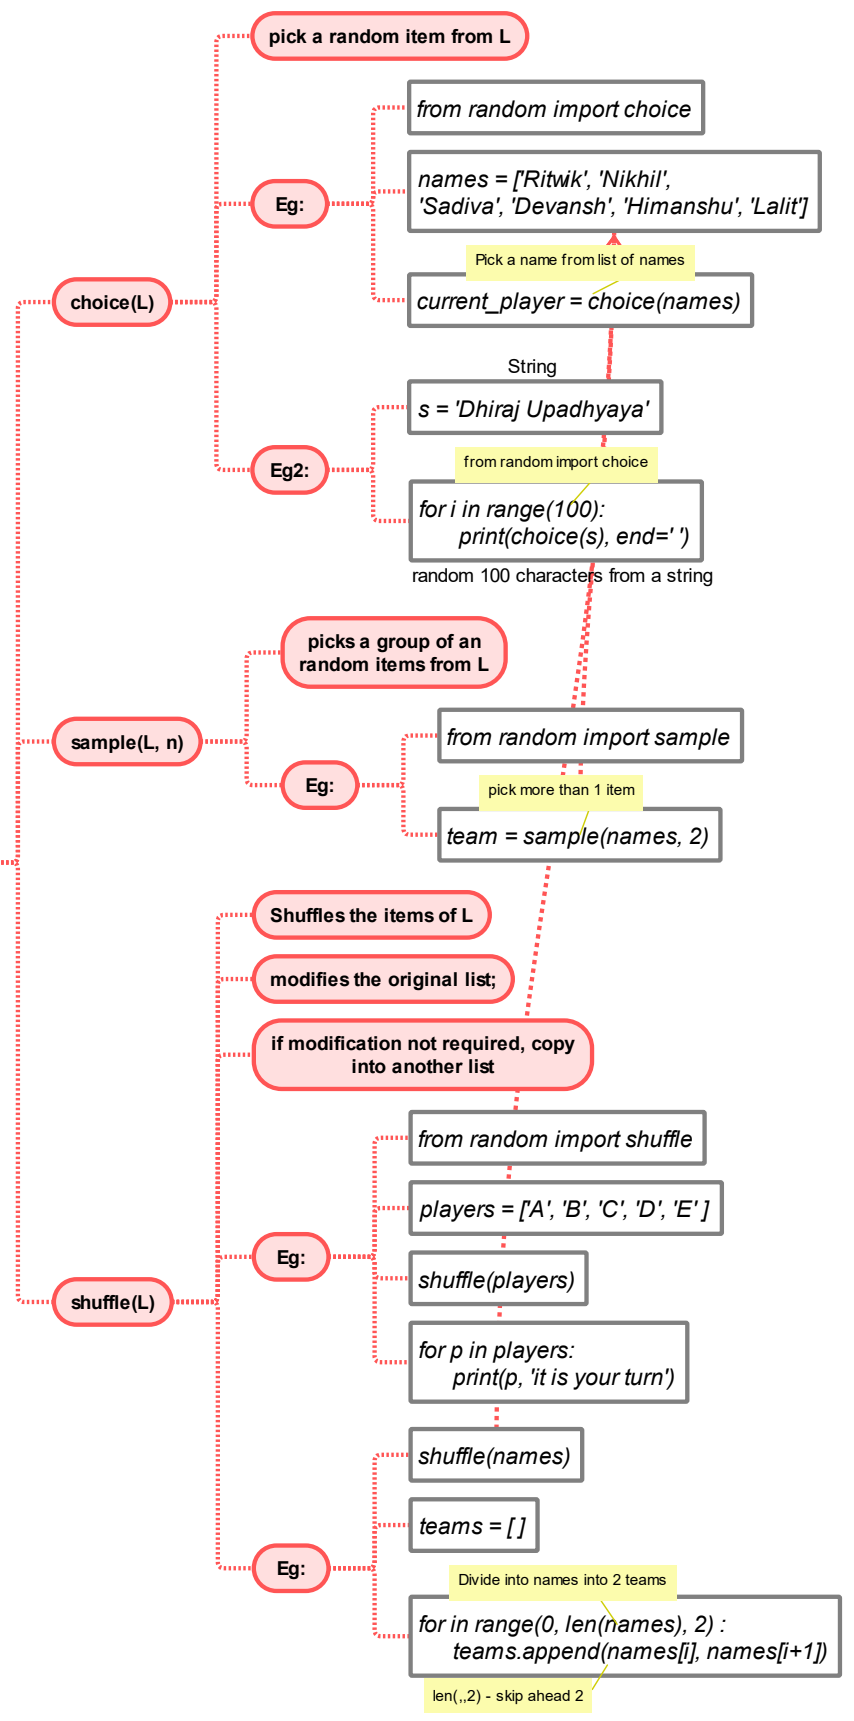 pick a random item from L
from random import choice
names = ['Ritwik', 'Nikhil',
'Sadiva', 'Devansh', 'Himanshu', 'Lalit']
Eg:
Pick a name from list of names
current_player = choice(names)
choice(L)
String
s = 'Dhiraj Upadhyaya'
Eg2:
from random import choice
for i in range(100):
print(choice(s), end=' ')
random 100 characters from a string
picks a group of an
random items from L
sample(L, n)
from random import sample
Eg:
pick more than 1 item
team = sample(names, 2)
Shuffles the items of L
modifies the original list;
if modification not required, copy
into another list
from random import shuffle
players = ['A', 'B', 'C', 'D', 'E' ]
Eg:
shuffle(players)
shuffle(L)
for p in players:
print(p, 'it is your turn')
shuffle(names)
teams = [ ]
Eg:
Divide into names into 2 teams
for in range(0, len(names), 2) :
teams.append(names[i], names[i+1])
len(,,2) - skip ahead 2